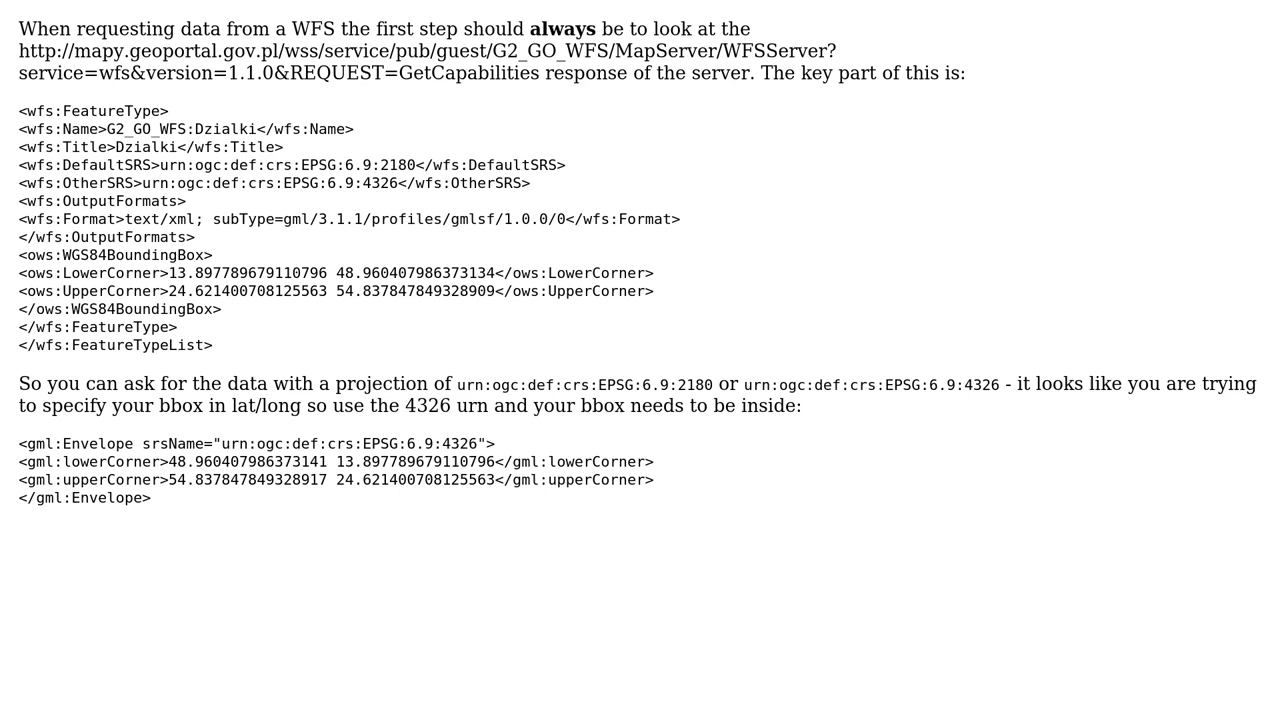 When requesting data from a WFS the first step should always be to look at the
http://mapy.geoportal.gov.pl/wss/service/pub/guest/G2_GO_WFS/MapServer/WFSServer?
service=wfs&version=1.1.0&REQUEST=GetCapabilities response of the server. The key part of this is:
<wfs:FeatureType>
<wfs:Name>G2_GO_WFS:Dzialki</wfs:Name>
<wfs:Title>Dzialki</wfs:Title>
<wfs:DefaultSRS>urn:ogc:def:crs:EPSG:6.9:2180</wfs:DefaultSRS>
<wfs:OtherSRS>urn:ogc:def:crs:EPSG:6.9:4326</wfs:OtherSRS>
<wfs:OutputFormats>
<wfs:Format>text/xml; subType=gml/3.1.1/profiles/gmlsf/1.0.0/0</wfs:Format>
</wfs:OutputFormats>
<ows:WGS84BoundingBox>
<ows:LowerCorner>13.897789679110796 48.960407986373134</ows:LowerCorner>
<ows:UpperCorner>24.621400708125563 54.837847849328909</ows:UpperCorner>
</ows:WGS84BoundingBox>
</wfs:FeatureType>
</wfs:FeatureTypeList>
So you can ask for the data with a projection of urn:ogc:def:crs:EPSG:6.9:2180 or urn:ogc:def:crs:EPSG:6.9:4326 - it looks like you are trying
to specify your bbox in lat/long so use the 4326 urn and your bbox needs to be inside:
<gml:Envelope srsName="urn:ogc:def:crs:EPSG:6.9:4326">
<gml:lowerCorner>48.960407986373141 13.897789679110796</gml:lowerCorner>
<gml:upperCorner>54.837847849328917 24.621400708125563</gml:upperCorner>
</gml:Envelope>